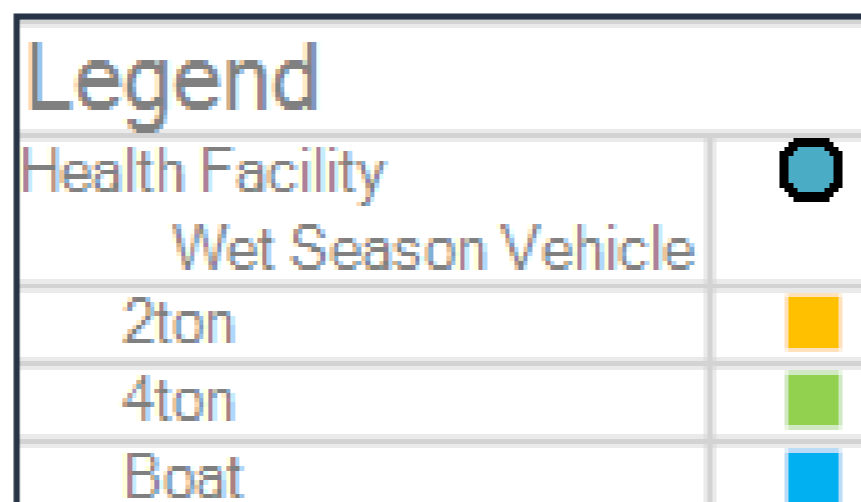 Legend
Health Facility
Wet Season Vehicle
2ton
4ton
Boat